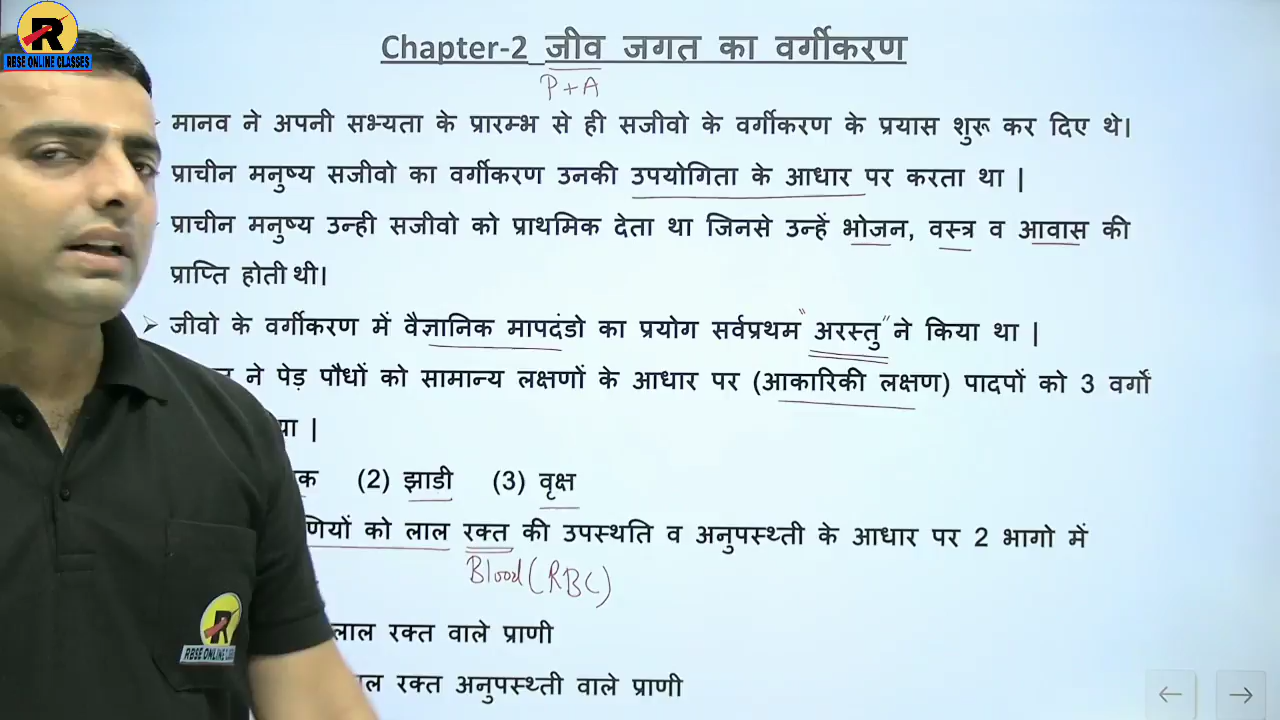 R
RBSE ONLINE CLASSES
Chapter-2 जीव जगत का वर्गीकरण
P+A
मानव ने अपनी सभ्यता के प्रारम्भ से ही सजीवो के वर्गीकरण के प्रयास शुरू कर दिए थे।
प्राचीन मनुष्य सजीवो का वर्गीकरण उनकी उपयोगिता के आधार पर करता था |
प्राचीन मनुष्य उन्ही सजीवो को प्राथमिक देता था जिनसे उन्हें भोजन, वस्त्र व आवास की
प्राप्ति होती थी।
जीवो के वर्गीकरण में वैज्ञानिक मापदंडो का प्रयोग सर्वप्रथम "अरस्तु" ने किया था |
ने पेड़ पौधों को सामान्य लक्षणों के आधार पर (आकारिकी लक्षण) पादपों को 3 वर्गों
|
(2) झाडी (3) वृक्ष
को लाल रक्त की उपस्थति व अनुपस्थ्ती के आधार पर 2 भागो में
Blood (RBC)
लाल रक्त वाले प्राणी
रक्त अनुपस्थ्ती वाले प्राणी
R
RBSE ONLINE CLASSES